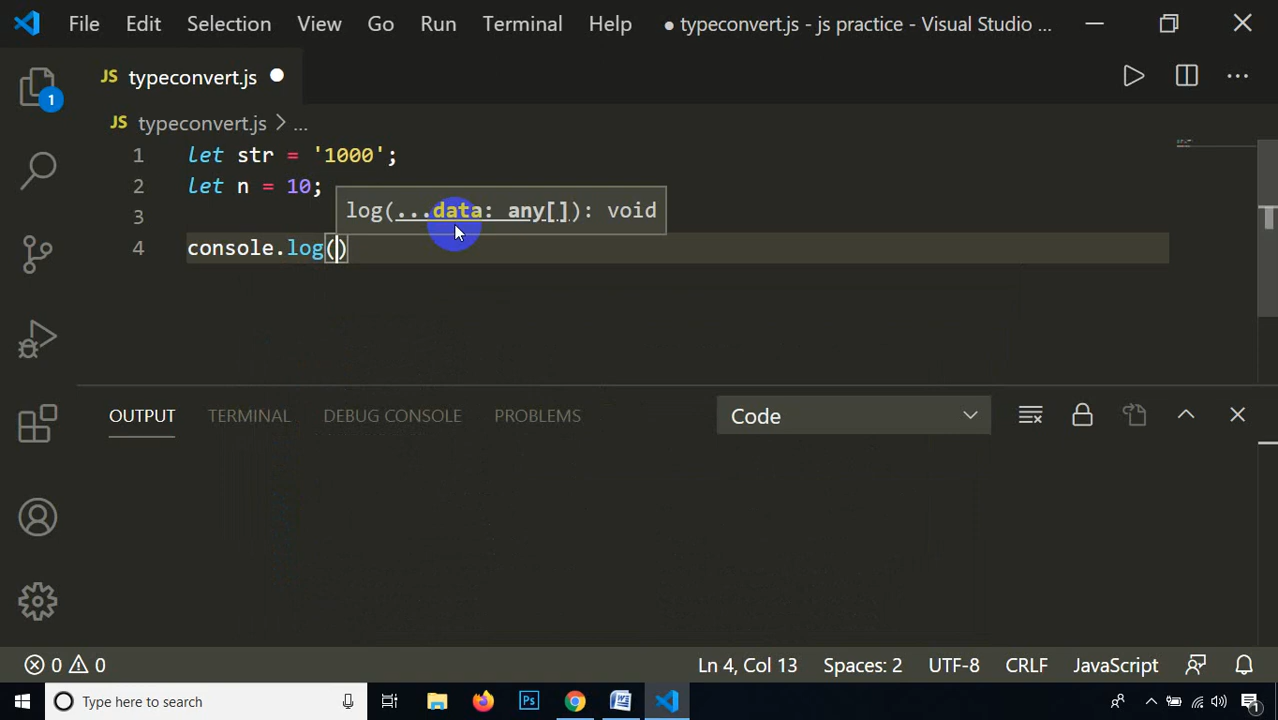 File Edit Selection View Go Run Terminal Help ● typeconvert.js - js practice - Visual Studio ...
JS typeconvert.js
JS typeconvert.js > ...
1 let str = '1000';
2 let n = 10;
log(...data: any[]): void
3
4 console.log()
OUTPUT TERMINAL DEBUG CONSOLE PROBLEMS Code
1
0 0 Ln 4, Col 13 Spaces: 2 UTF-8 CRLF JavaScript
Type here to search Ps W 1